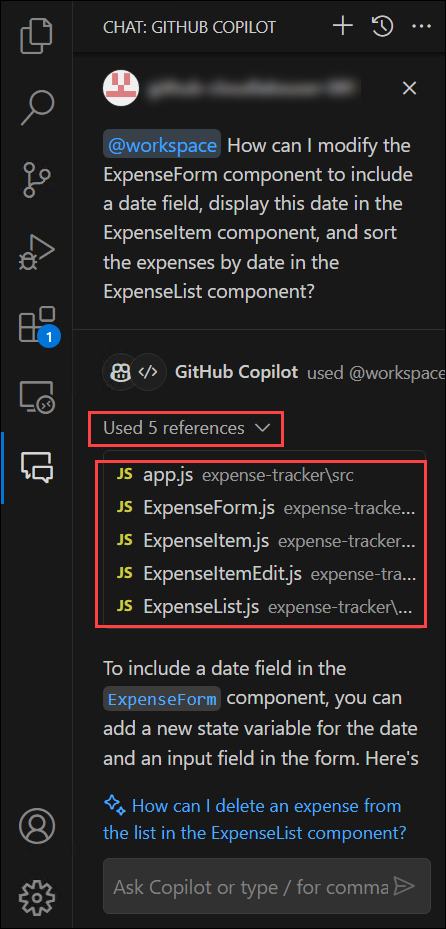 CHAT: GITHUB COPILOT
@workspace How can I modify the
ExpenseForm component to include
a date field, display this date in the
ExpenseItem component, and sort
the expenses by date in the
ExpenseList component?
1
GitHub Copilot used @workspace
Used 5 references
JS app.js expense-tracker\src
JS ExpenseForm.js expense-tracke...
JS ExpenseItem.js expense-tracker...
JS ExpenseItemEdit.js expense-tra...
JS ExpenseList.js expense-tracker\...
To include a date field in the
ExpenseForm component, you can
add a new state variable for the date
and an input field in the form. Here's
How can I delete an expense from
the list in the ExpenseList component?
Ask Copilot or type / for comma